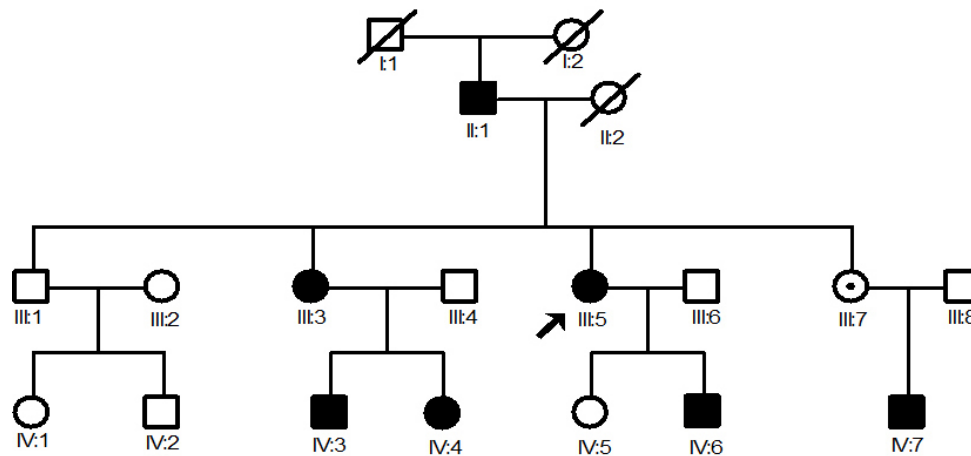 I:1 I:2
II:1 II:2
III:1 III:2 III:3 III:4 III:5 III:6 III:7 III:8
IV:1 IV:2 IV:3 IV:4 IV:5 IV:6 IV:7